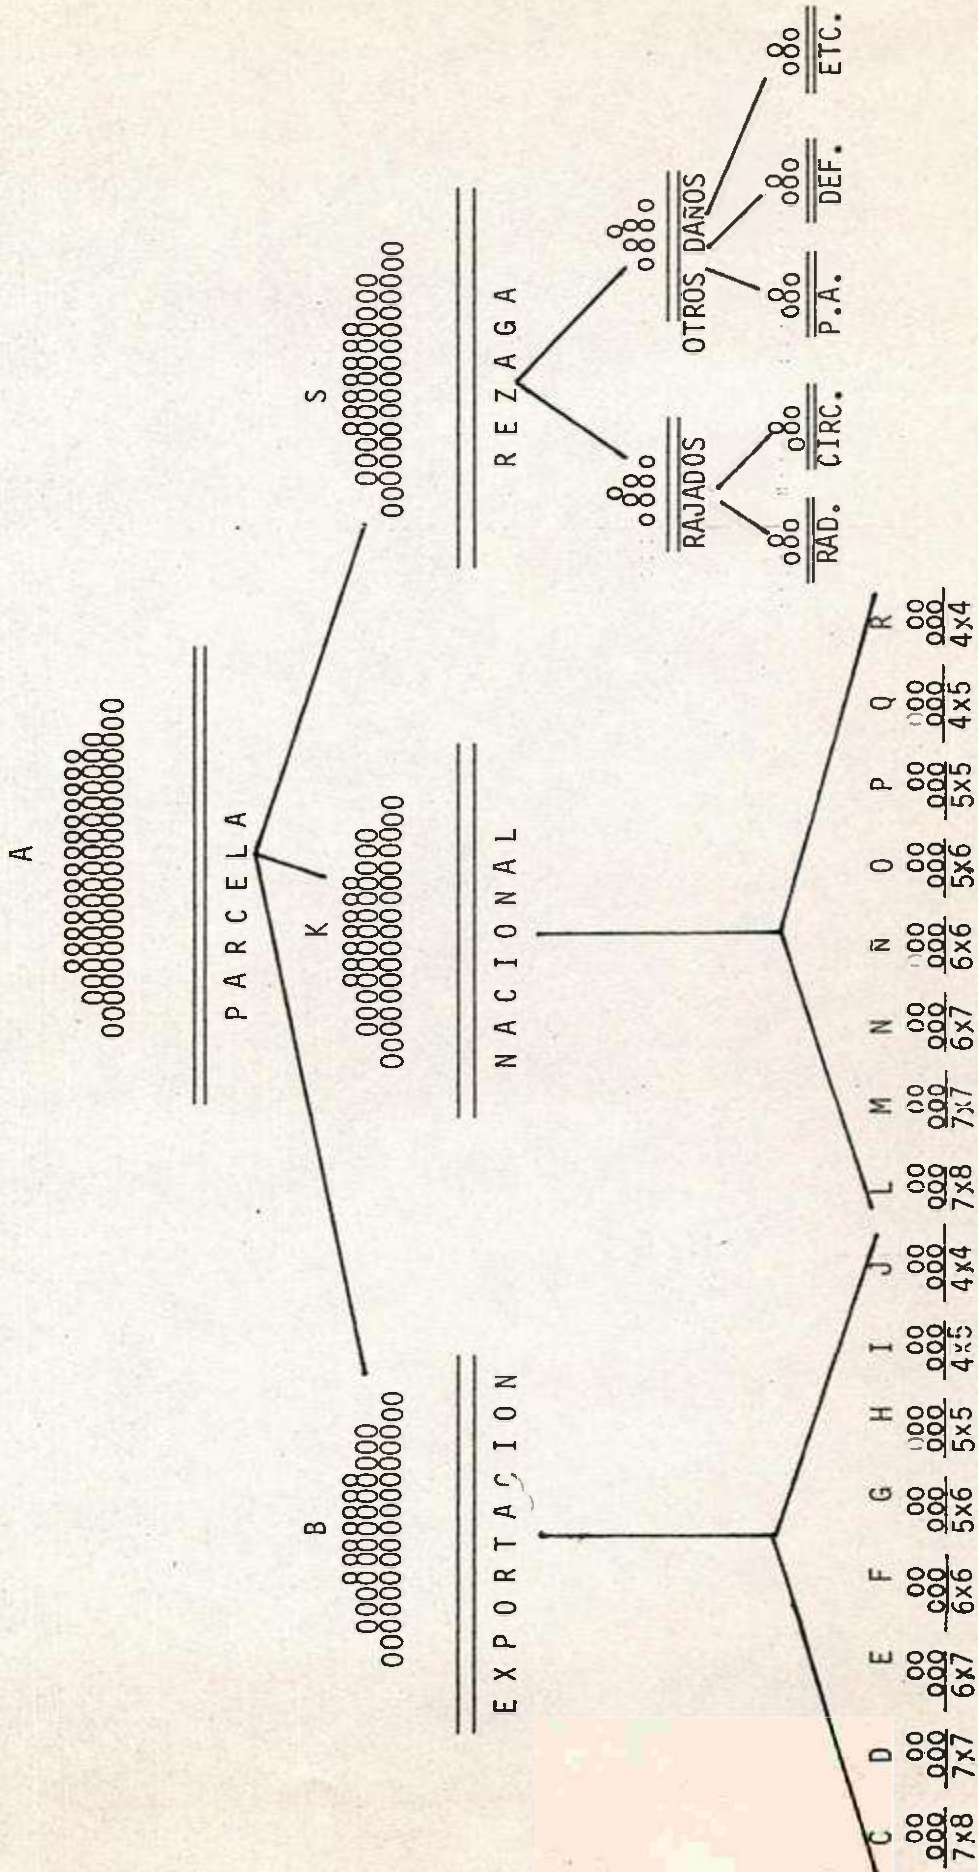 A
PARCELA
B K S
EXPORTACION NACIONAL REZAGA
RAJADOS OTROS DAÑOS
RAD. CIRC. P.A. DEF. ETC.
C D E F G H I J L M N Ñ O P Q R
7x8 7x7 6x7 6x6 5x6 5x5 4x5 4x4 7x8 7x7 6x7 6x6 5x6 5x5 4x5 4x4